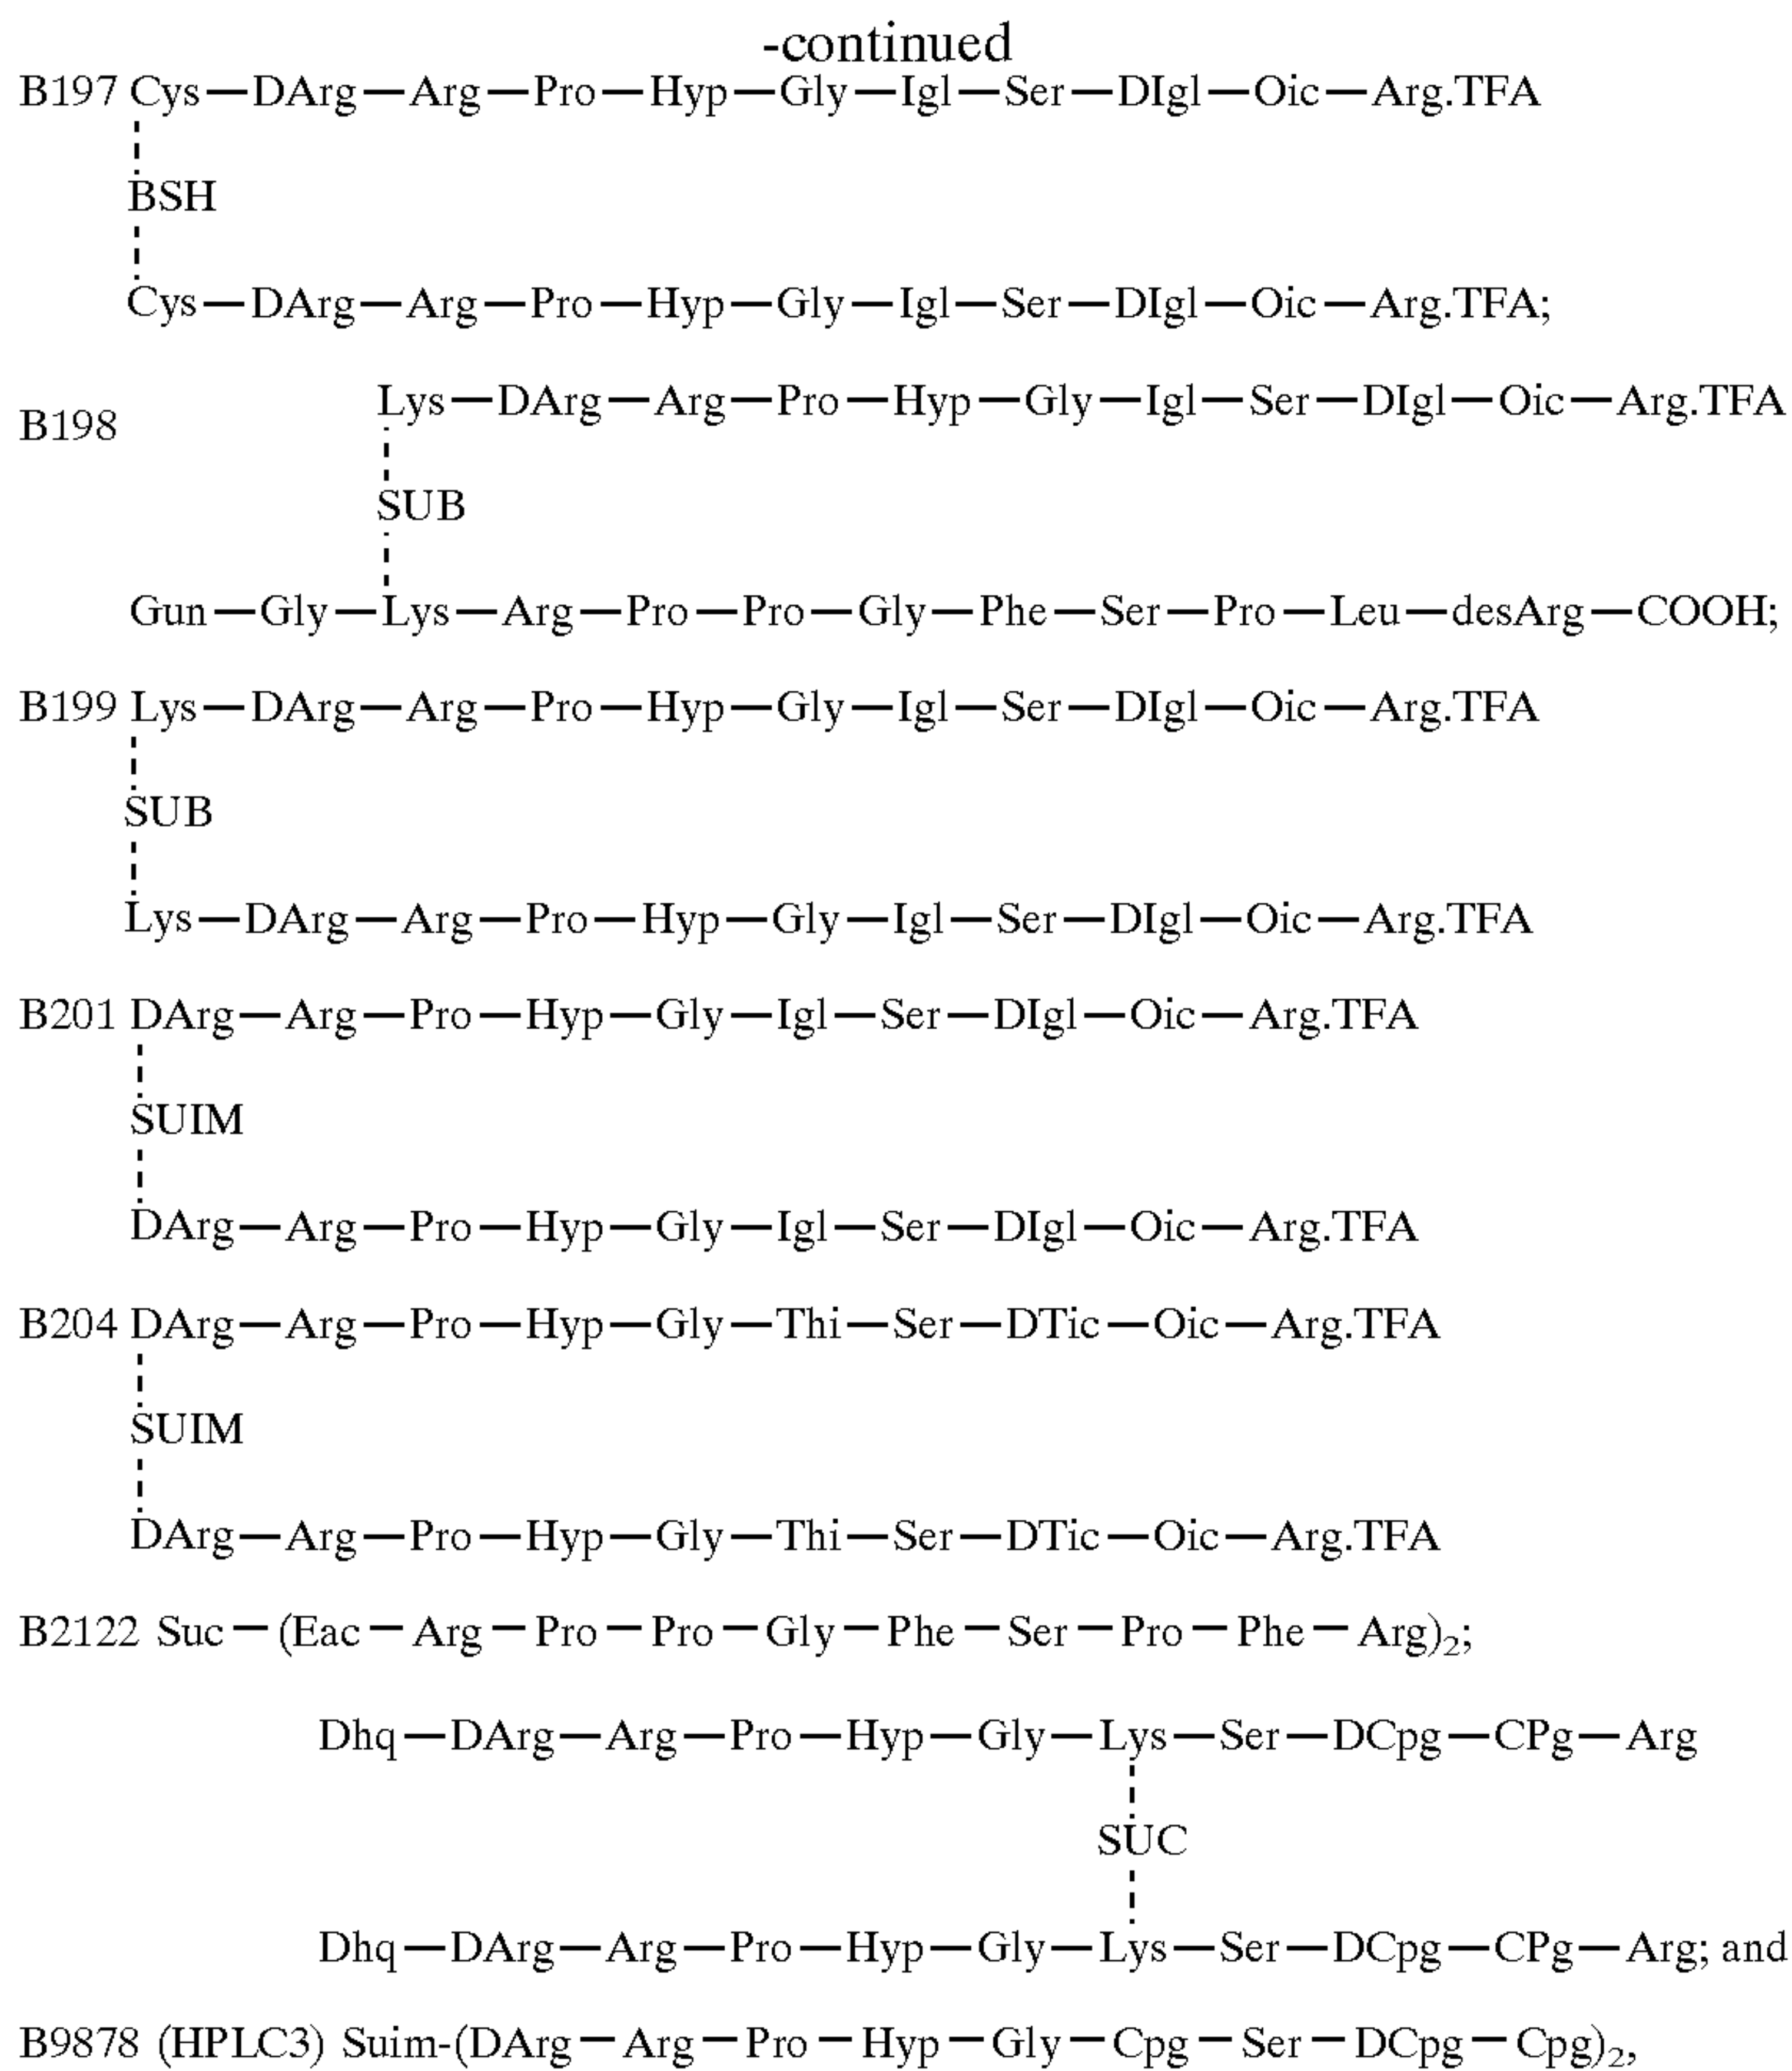 -continued
B197 Cys—DArg—Arg—Pro—Hyp—Gly—Igl—Ser—DIgl—Oic—Arg.TFA
BSH
Cys—DArg—Arg—Pro—Hyp—Gly—Igl—Ser—DIgl—Oic—Arg.TFA;
Lys—DArg—Arg—Pro—Hyp—Gly—Igl—Ser—DIgl—Oic—Arg.TFA
B198
SUB
Gun—Gly—Lys—Arg—Pro—Pro—Gly—Phe—Ser—Pro—Leu—desArg—COOH;
B199 Lys—DArg—Arg—Pro—Hyp—Gly—Igl—Ser—DIgl—Oic—Arg.TFA
SUB
Lys—DArg—Arg—Pro—Hyp—Gly—Igl—Ser—DIgl—Oic—Arg.TFA
B201 DArg—Arg—Pro—Hyp—Gly—Igl—Ser—DIgl—Oic—Arg.TFA
SUIM
DArg—Arg—Pro—Hyp—Gly—Igl—Ser—DIgl—Oic—Arg.TFA
B204 DArg—Arg—Pro—Hyp—Gly—Thi—Ser—DTic—Oic—Arg.TFA
SUIM
DArg—Arg—Pro—Hyp—Gly—Thi—Ser—DTic—Oic—Arg.TFA
B2122 Suc—(Eac—Arg—Pro—Pro—Gly—Phe—Ser—Pro—Phe—Arg)₂;
Dhq—DArg—Arg—Pro—Hyp—Gly—Lys—Ser—DCpg—CPg—Arg
SUC
Dhq—DArg—Arg—Pro—Hyp—Gly—Lys—Ser—DCpg—CPg—Arg; and
B9878 (HPLC3) Suim-(DArg—Arg—Pro—Hyp—Gly—Cpg—Ser—DCpg—Cpg)₂,